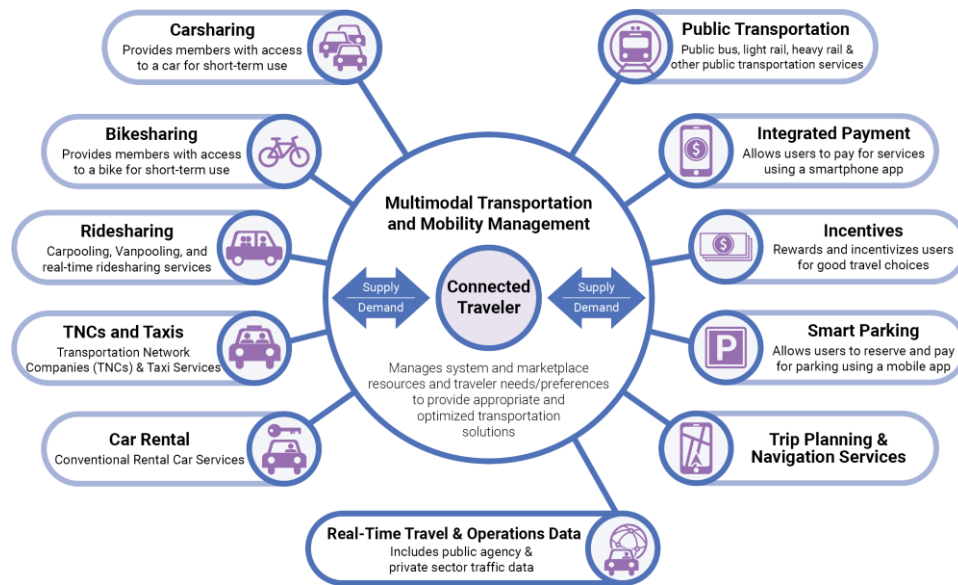 Carsharing
Provides members with access
to a car for short-term use
Bikesharing
Provides members with access
to a bike for short-term use
Ridesharing
Carpooling, Vanpooling, and
real-time ridesharing services
TNCs and Taxis
Transportation Network
Companies (TNCs) & Taxi Services
Car Rental
Conventional Rental Car Services
Multimodal Transportation
and Mobility Management
Supply
Demand
Connected
Traveler
Supply
Demand
Manages system and marketplace
resources and traveler needs/preferences
to provide appropriate and
optimized transportation
solutions
Public Transportation
Public bus, light rail, heavy rail &
other public transportation services
Integrated Payment
Allows users to pay for services
using a smartphone app
$
Incentives
Rewards and incentivizes users
for good travel choices
$
Smart Parking
Allows users to reserve and pay
for parking using a mobile app
P
Trip Planning &
Navigation Services
Real-Time Travel & Operations Data
Includes public agency &
private sector traffic data